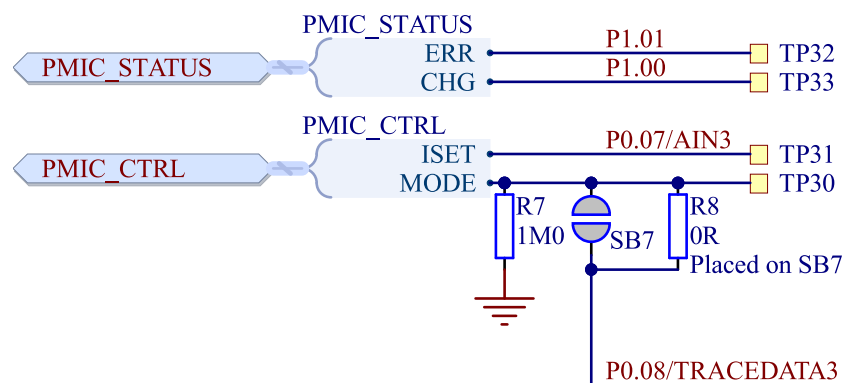 PMIC_STATUS
PMIC_STATUS
ERR
P1.01
TP32
CHG
P1.00
TP33
PMIC_CTRL
PMIC_CTRL
ISET
P0.07/AIN3
TP31
MODE
TP30
R7
1M0
SB7
R8
0R
Placed on SB7
P0.08/TRACEDATA3